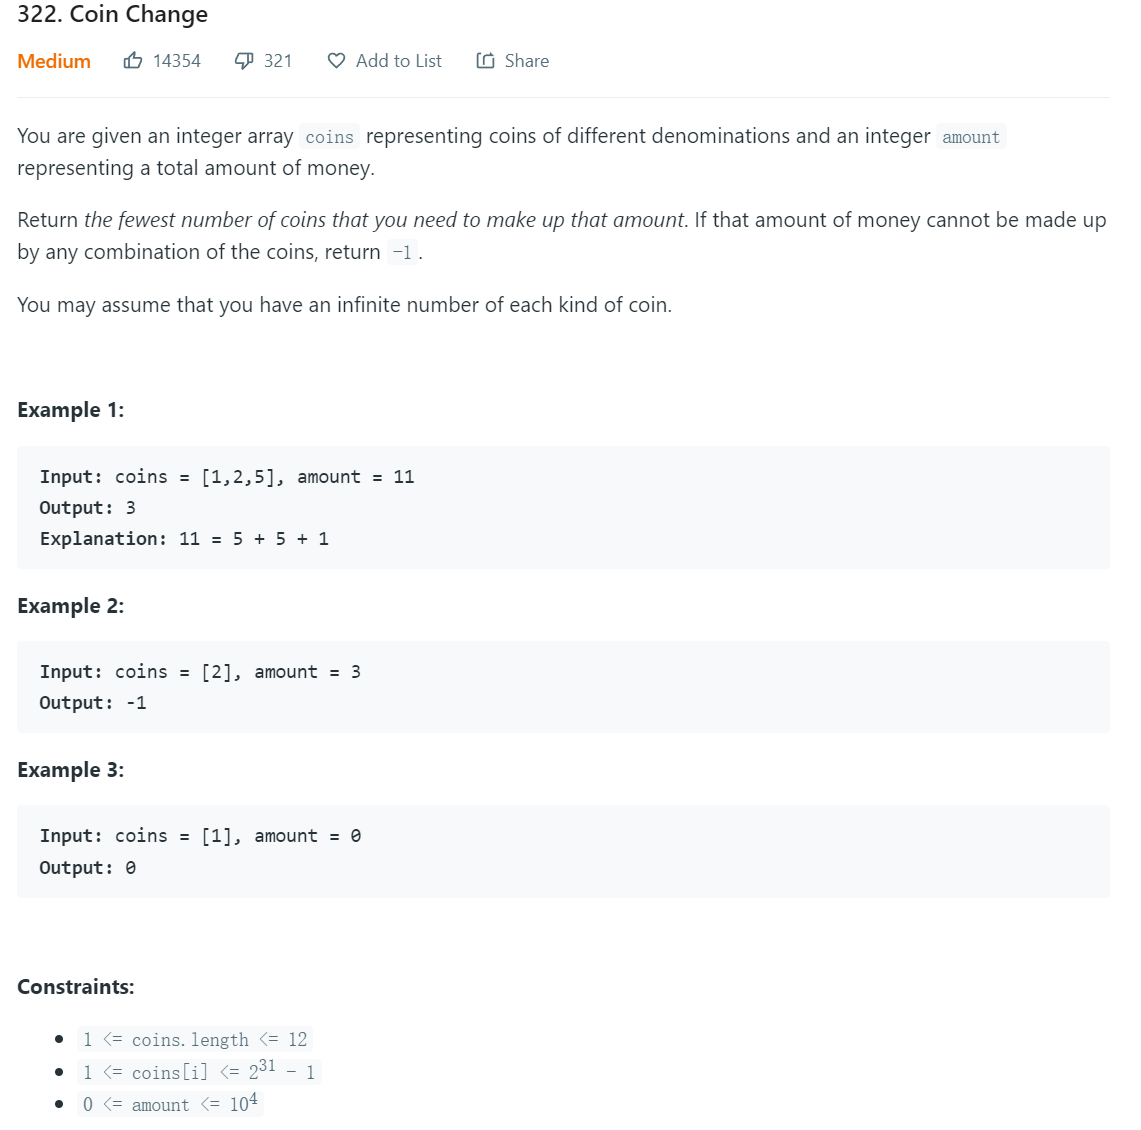 322. Coin Change
Medium 14354 321 Add to List Share
You are given an integer array coins representing coins of different denominations and an integer amount
representing a total amount of money.
Return the fewest number of coins that you need to make up that amount. If that amount of money cannot be made up
by any combination of the coins, return -1.
You may assume that you have an infinite number of each kind of coin.
Example 1:
Input: coins = [1,2,5], amount = 11
Output: 3
Explanation: 11 = 5 + 5 + 1
Example 2:
Input: coins = [2], amount = 3
Output: -1
Example 3:
Input: coins = [1], amount = 0
Output: 0
Constraints:
1 <= coins.length <= 12
1 <= coins[i] <= 2³¹ - 1
0 <= amount <= 10⁴